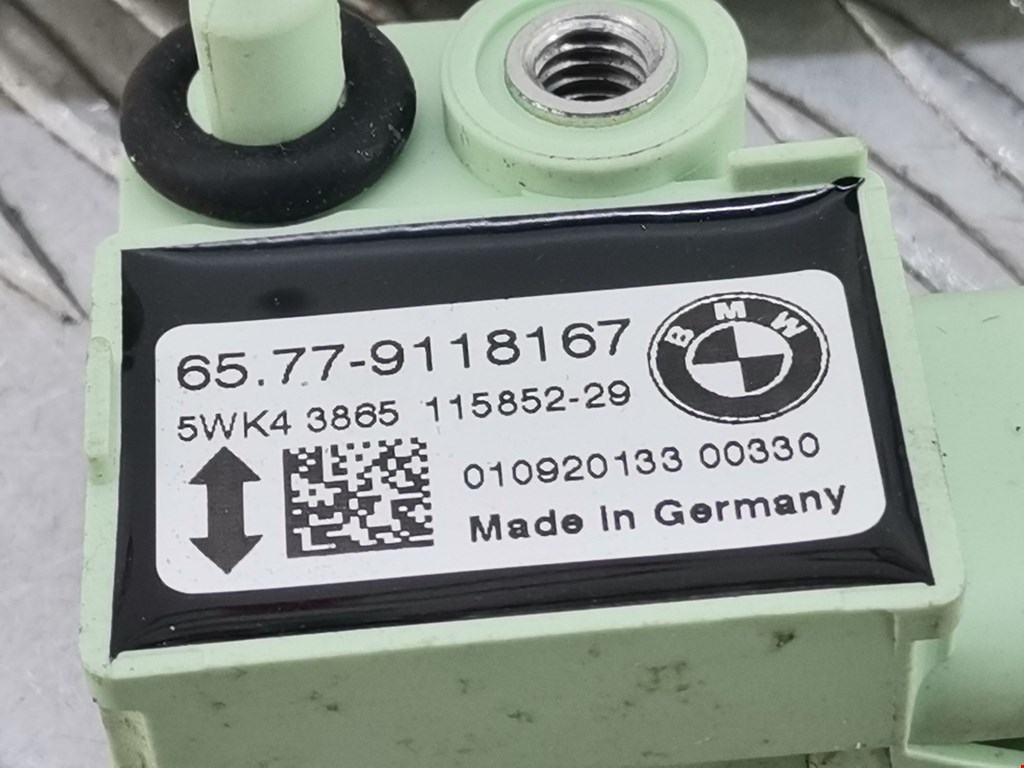 BMW
65.77-9118167
5WK4 3865 115852-29
010920133 00330
Made In Germany